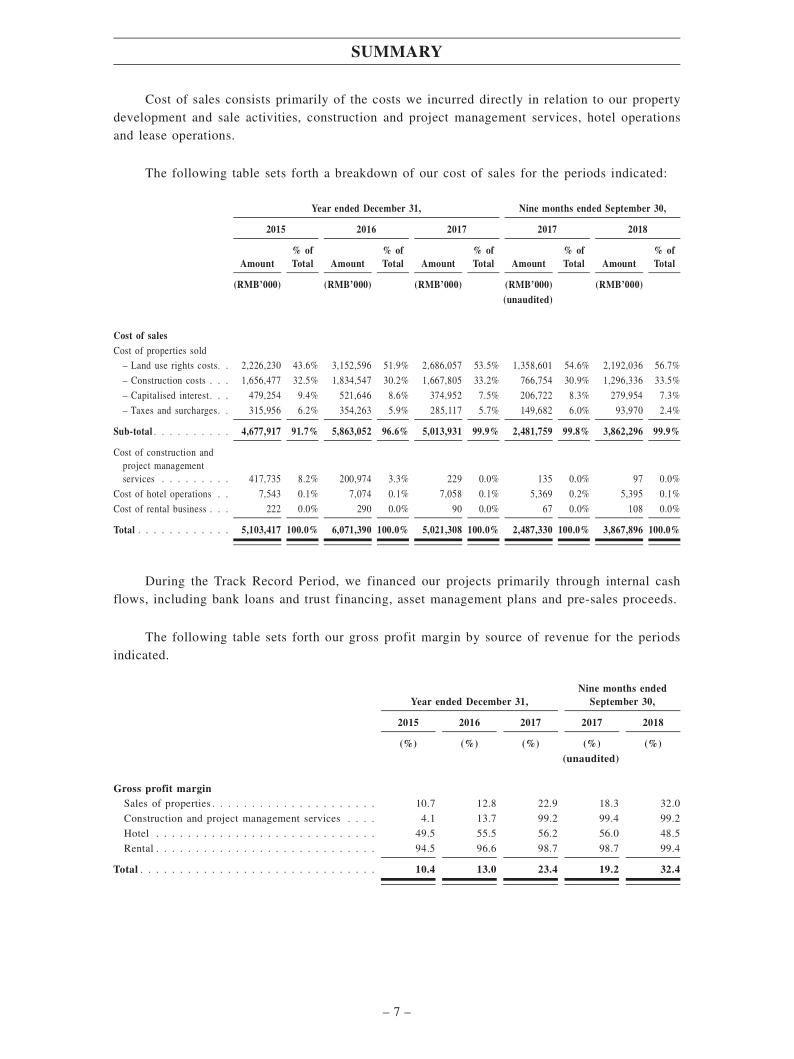 SUMMARY
Cost of sales consists primarily of the costs we incurred directly in relation to our property
development and sale activities, construction and project management services, hotel operations
and lease operations.
The following table sets forth a breakdown of our cost of sales for the periods indicated:
Year ended December 31, Nine months ended September 30,
2015 2016 2017 2017 2018
% of % of % of % of % of
Amount Total Amount Total Amount Total Amount Total Amount Total
(RMB'000) (RMB'000) (RMB'000) (RMB'000) (RMB'000)
(unaudited)
Cost of sales
Cost of properties sold
– Land use rights costs. . 2,226,230 43.6% 3,152,596 51.9% 2,686,057 53.5% 1,358,601 54.6% 2,192,036 56.7%
– Construction costs . . . 1,656,477 32.5% 1,834,547 30.2% 1,667,805 33.2% 766,754 30.9% 1,296,336 33.5%
– Capitalised interest. . . 479,254 9.4% 521,646 8.6% 374,952 7.5% 206,722 8.3% 279,954 7.3%
– Taxes and surcharges. . 315,956 6.2% 354,263 5.9% 285,117 5.7% 149,682 6.0% 93,970 2.4%
Sub-total. . . . . . . . . . 4,677,917 91.7% 5,863,052 96.6% 5,013,931 99.9% 2,481,759 99.8% 3,862,296 99.9%
Cost of construction and
project management
services . . . . . . . . . 417,735 8.2% 200,974 3.3% 229 0.0% 135 0.0% 97 0.0%
Cost of hotel operations . . 7,543 0.1% 7,074 0.1% 7,058 0.1% 5,369 0.2% 5,395 0.1%
Cost of rental business . . . 222 0.0% 290 0.0% 90 0.0% 67 0.0% 108 0.0%
Total . . . . . . . . . . . . 5,103,417 100.0% 6,071,390 100.0% 5,021,308 100.0% 2,487,330 100.0% 3,867,896 100.0%
During the Track Record Period, we financed our projects primarily through internal cash
flows, including bank loans and trust financing, asset management plans and pre-sales proceeds.
The following table sets forth our gross profit margin by source of revenue for the periods
indicated.
Nine months ended
Year ended December 31, September 30,
2015 2016 2017 2017 2018
(%) (%) (%) (%) (%)
(unaudited)
Gross profit margin
Sales of properties. . . . . . . . . . . . . . . . . . . . . 10.7 12.8 22.9 18.3 32.0
Construction and project management services . . . . 4.1 13.7 99.2 99.4 99.2
Hotel . . . . . . . . . . . . . . . . . . . . . . . . . . . . 49.5 55.5 56.2 56.0 48.5
Rental . . . . . . . . . . . . . . . . . . . . . . . . . . . . 94.5 96.6 98.7 98.7 99.4
Total . . . . . . . . . . . . . . . . . . . . . . . . . . . . . . 10.4 13.0 23.4 19.2 32.4
– 7 –